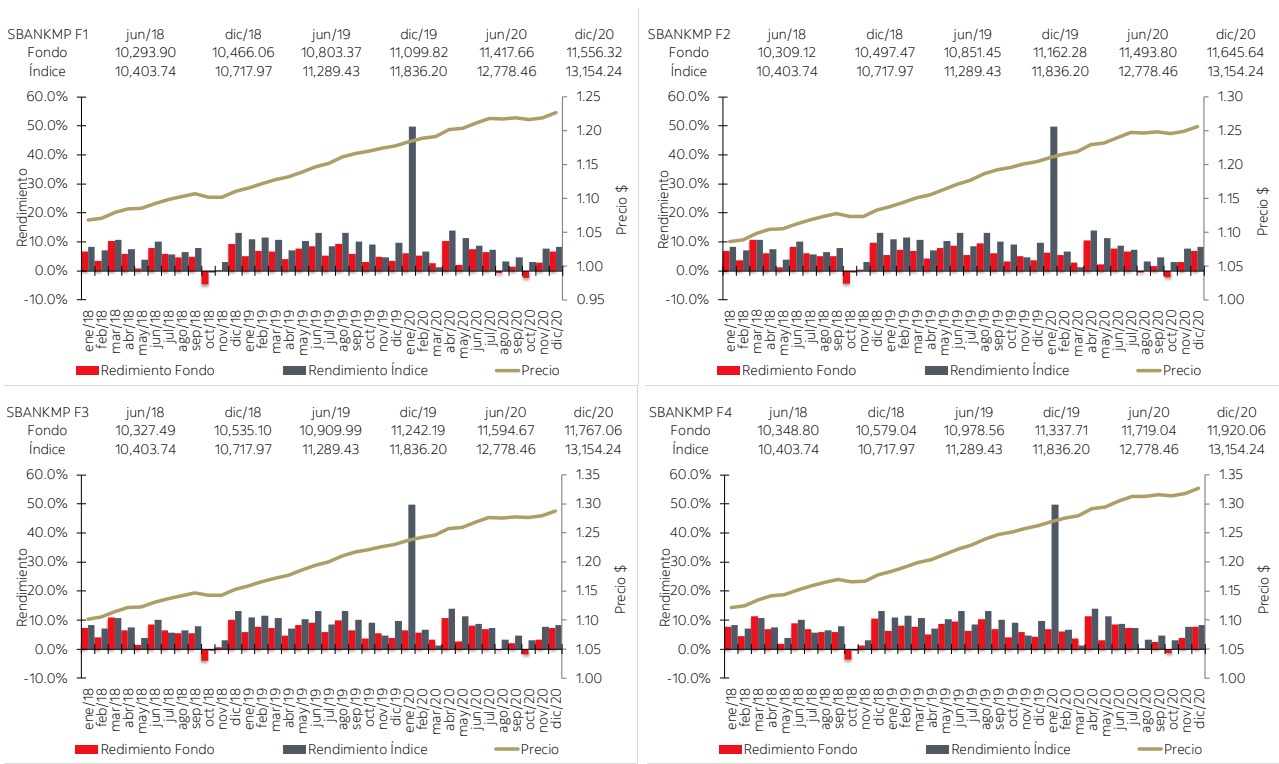 SBANKMP F1 jun/18 dic/18 jun/19 dic/19 jun/20 dic/20
Fondo 10,293.90 10,466.06 10,803.37 11,099.82 11,417.66 11,556.32
Índice 10,403.74 10,717.97 11,289.43 11,836.20 12,778.46 13,154.24
60.0% 50.0% 40.0% 30.0% 20.0% 10.0% 0.0% -10.0%
Rendimiento
1.25 1.20 1.15 1.10 1.05 1.00 0.95
Precio $
ene/18 feb/18 mar/18 abr/18 may/18 jun/18 jul/18 ago/18 sep/18 oct/18 nov/18 dic/18 ene/19 feb/19 mar/19 abr/19 may/19 jun/19 jul/19 ago/19 sep/19 oct/19 nov/19 dic/19 ene/20 feb/20 mar/20 abr/20 may/20 jun/20 jul/20 ago/20 sep/20 oct/20 nov/20 dic/20
Redimiento Fondo Rendimiento Índice Precio
SBANKMP F2 jun/18 dic/18 jun/19 dic/19 jun/20 dic/20
Fondo 10,309.12 10,497.47 10,851.45 11,162.28 11,493.80 11,645.64
Índice 10,403.74 10,717.97 11,289.43 11,836.20 12,778.46 13,154.24
60.0% 50.0% 40.0% 30.0% 20.0% 10.0% 0.0% -10.0%
Rendimiento
1.30 1.25 1.20 1.15 1.10 1.05 1.00
Precio $
ene/18 feb/18 mar/18 abr/18 may/18 jun/18 jul/18 ago/18 sep/18 oct/18 nov/18 dic/18 ene/19 feb/19 mar/19 abr/19 may/19 jun/19 jul/19 ago/19 sep/19 oct/19 nov/19 dic/19 ene/20 feb/20 mar/20 abr/20 may/20 jun/20 jul/20 ago/20 sep/20 oct/20 nov/20 dic/20
Redimiento Fondo Rendimiento Índice Precio
SBANKMP F3 jun/18 dic/18 jun/19 dic/19 jun/20 dic/20
Fondo 10,327.49 10,535.10 10,909.99 11,242.19 11,594.67 11,767.06
Índice 10,403.74 10,717.97 11,289.43 11,836.20 12,778.46 13,154.24
60.0% 50.0% 40.0% 30.0% 20.0% 10.0% 0.0% -10.0%
Rendimiento
1.35 1.30 1.25 1.20 1.15 1.10 1.05 1.00
Precio $
ene/18 feb/18 mar/18 abr/18 may/18 jun/18 jul/18 ago/18 sep/18 oct/18 nov/18 dic/18 ene/19 feb/19 mar/19 abr/19 may/19 jun/19 jul/19 ago/19 sep/19 oct/19 nov/19 dic/19 ene/20 feb/20 mar/20 abr/20 may/20 jun/20 jul/20 ago/20 sep/20 oct/20 nov/20 dic/20
Redimiento Fondo Rendimiento Índice Precio
SBANKMP F4 jun/18 dic/18 jun/19 dic/19 jun/20 dic/20
Fondo 10,348.80 10,579.04 10,978.56 11,337.71 11,719.04 11,920.06
Índice 10,403.74 10,717.97 11,289.43 11,836.20 12,778.46 13,154.24
60.0% 50.0% 40.0% 30.0% 20.0% 10.0% 0.0% -10.0%
Rendimiento
1.35 1.30 1.25 1.20 1.15 1.10 1.05 1.00
Precio $
ene/18 feb/18 mar/18 abr/18 may/18 jun/18 jul/18 ago/18 sep/18 oct/18 nov/18 dic/18 ene/19 feb/19 mar/19 abr/19 may/19 jun/19 jul/19 ago/19 sep/19 oct/19 nov/19 dic/19 ene/20 feb/20 mar/20 abr/20 may/20 jun/20 jul/20 ago/20 sep/20 oct/20 nov/20 dic/20
Redimiento Fondo Rendimiento Índice Precio